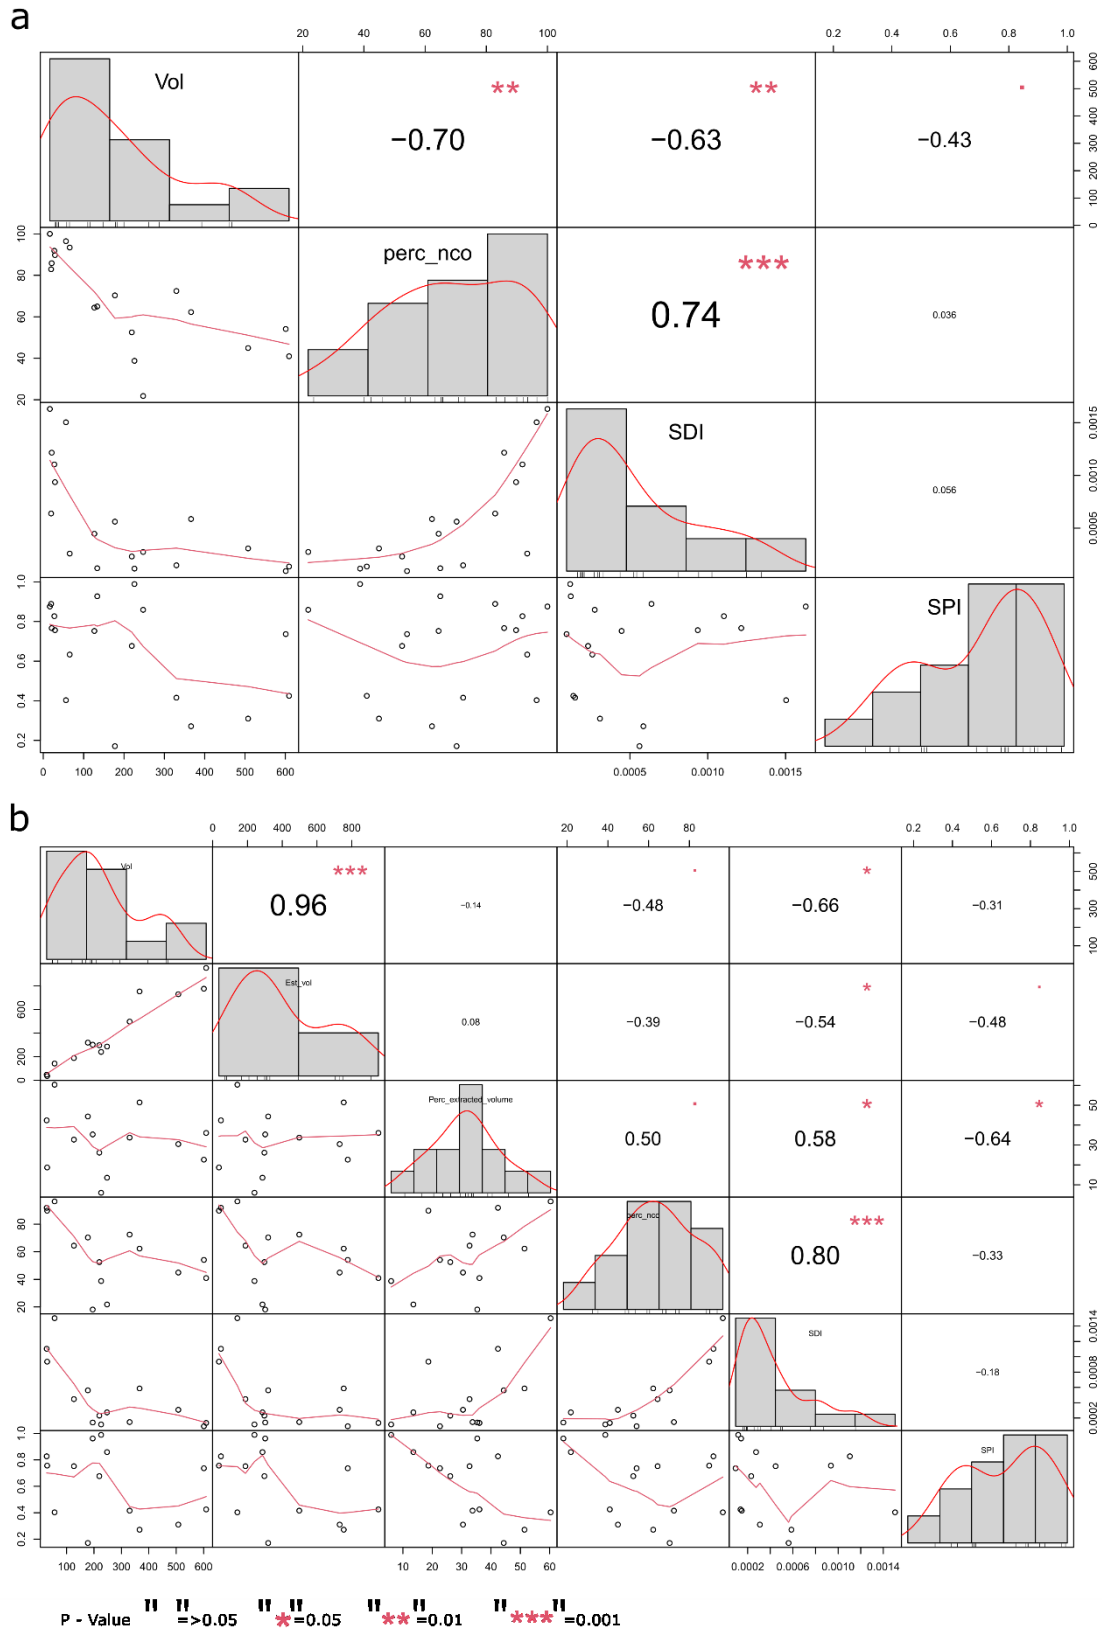 a
20 40 60 80 100
0.2 0.4 0.6 0.8 1.0
Vol
**
−0.70
**
−0.63
−0.43
0 100 200 300 400 500 600
20 40 60 80 100
perc_nco
***
0.74
0.036
SDI
0.056
0.0005 0.0010 0.0015
0.2 0.4 0.6 0.8 1.0
SPI
0 100 200 300 400 500 600
0.0005 0.0010 0.0015
b
0 200 400 600 800
20 40 60 80
0.2 0.4 0.6 0.8 1.0
Vol
***
0.96
−0.14
−0.48
*
−0.66
−0.31
100 300 500
0 200 600
Est_vol
0.08
−0.39
*
−0.54
−0.48
Perc_extracted_volume
0.50
*
0.58
*
−0.64
10 30 50
20 40 60 80
perc_nco
***
0.80
−0.33
SDI
−0.18
0.0002 0.0008 0.0014
0.2 0.4 0.6 0.8 1.0
SPI
100 200 300 400 500 600
10 20 30 40 50 60
0.0002 0.0006 0.0010 0.0014
P - Value " "=>0.05 "*"=0.05 "**"=0.01 "***"=0.001